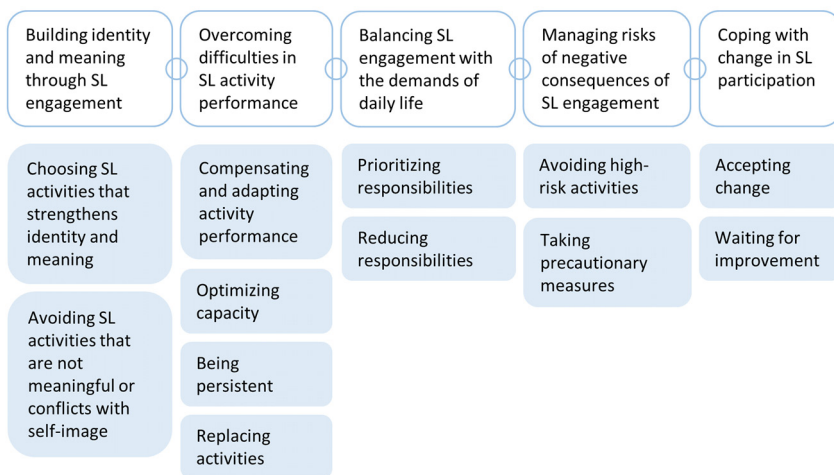 Building identity
and meaning
through SL
engagement
Overcoming
difficulties in
SL activity
performance
Balancing SL
engagement with
the demands of
daily life
Managing risks
of negative
consequences of
SL engagement
Coping with
change in SL
participation
Choosing SL
activities that
strengthens
identity and
meaning
Avoiding SL
activities that
are not
meaningful or
conflicts with
self-image
Compensating
and adapting
activity
performance
Optimizing
capacity
Being
persistent
Replacing
activities
Prioritizing
responsibilities
Reducing
responsibilities
Avoiding high-
risk activities
Taking
precautionary
measures
Accepting
change
Waiting for
improvement